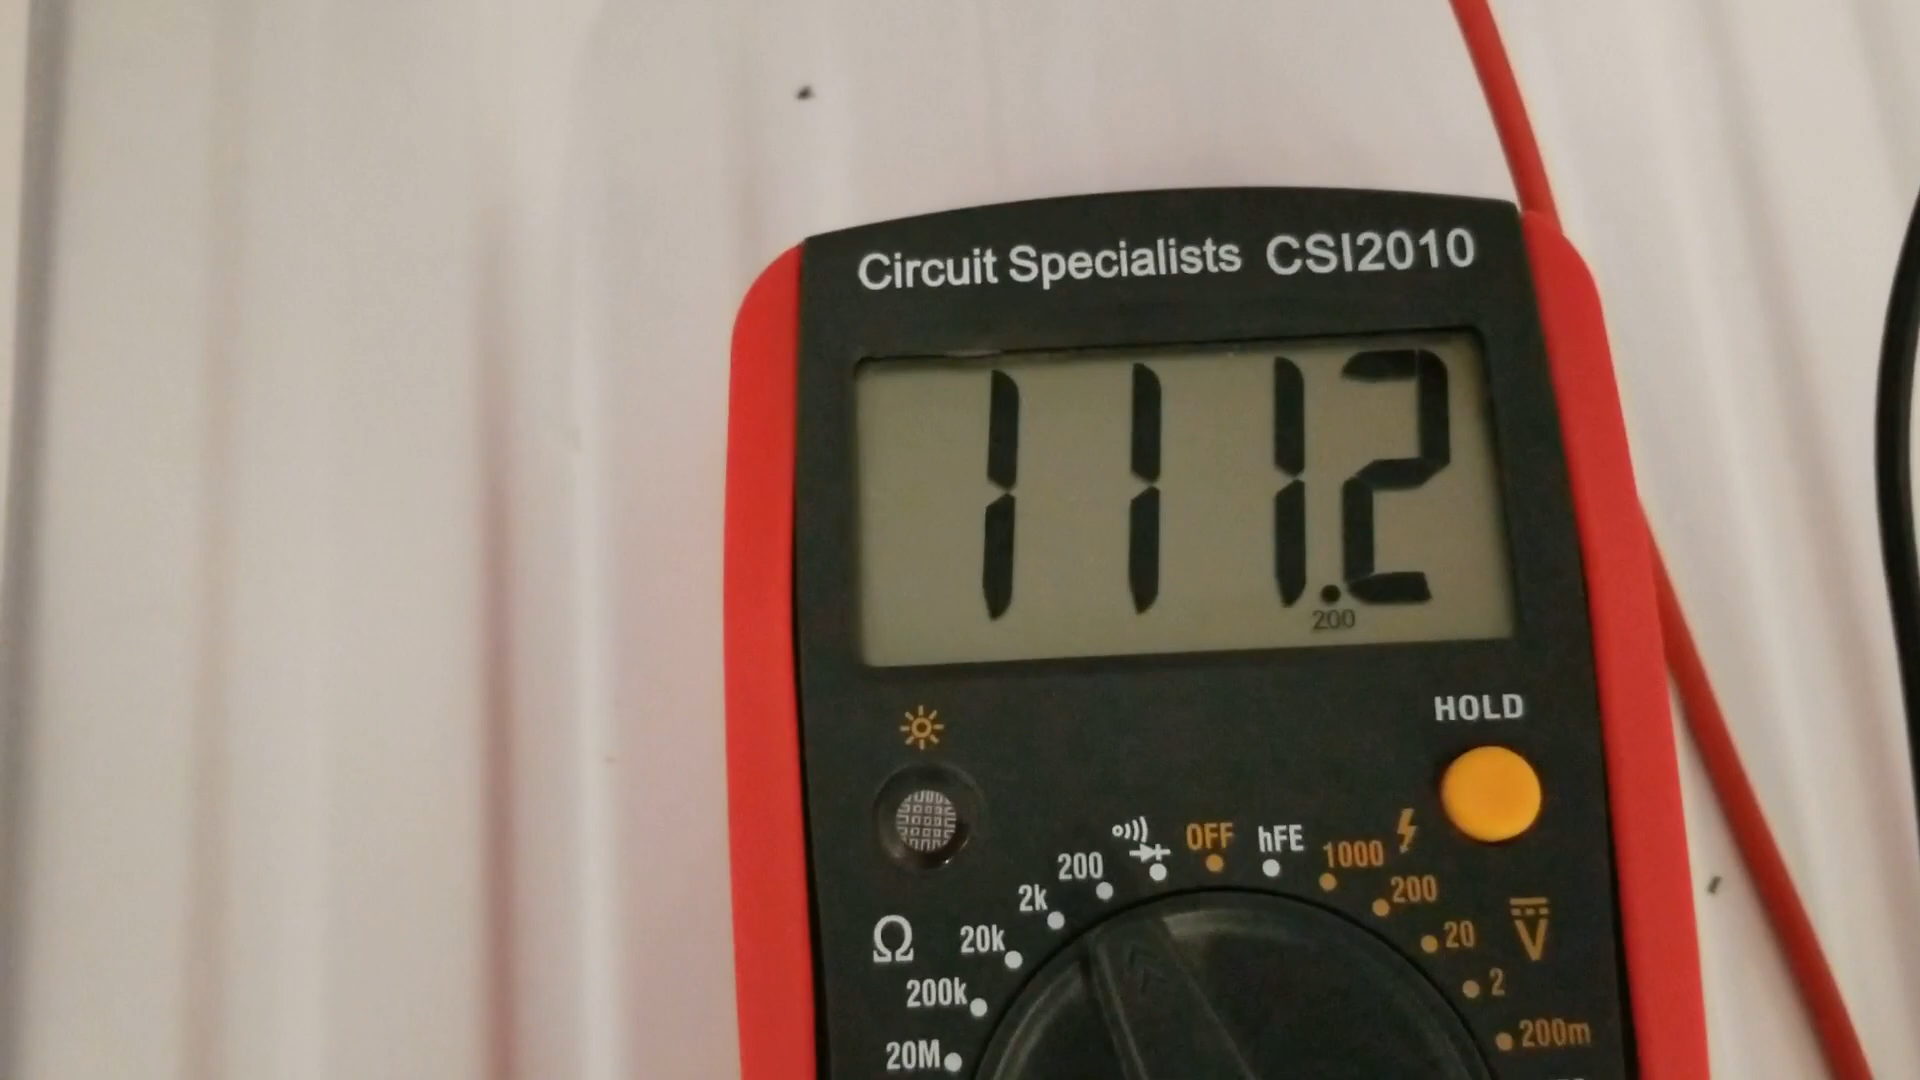 Circuit Specialists CSI2010
111.2
200
HOLD
OFF
hFE
1000
200
200
2k
20k
200k
20M
Ω
20
V
2
200m